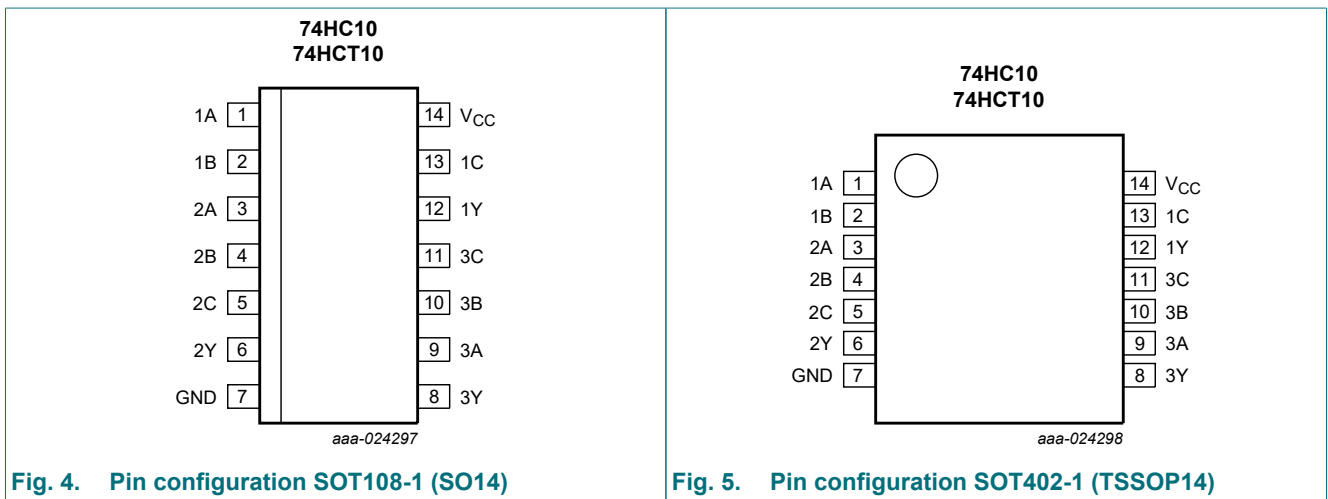 74HC10
74HCT10
1A 1 14 VCC
1B 2 13 1C
2A 3 12 1Y
2B 4 11 3C
2C 5 10 3B
2Y 6 9 3A
GND 7 8 3Y
aaa-024297
Fig. 4. Pin configuration SOT108-1 (SO14)
74HC10
74HCT10
1A 1 14 VCC
1B 2 13 1C
2A 3 12 1Y
2B 4 11 3C
2C 5 10 3B
2Y 6 9 3A
GND 7 8 3Y
aaa-024298
Fig. 5. Pin configuration SOT402-1 (TSSOP14)